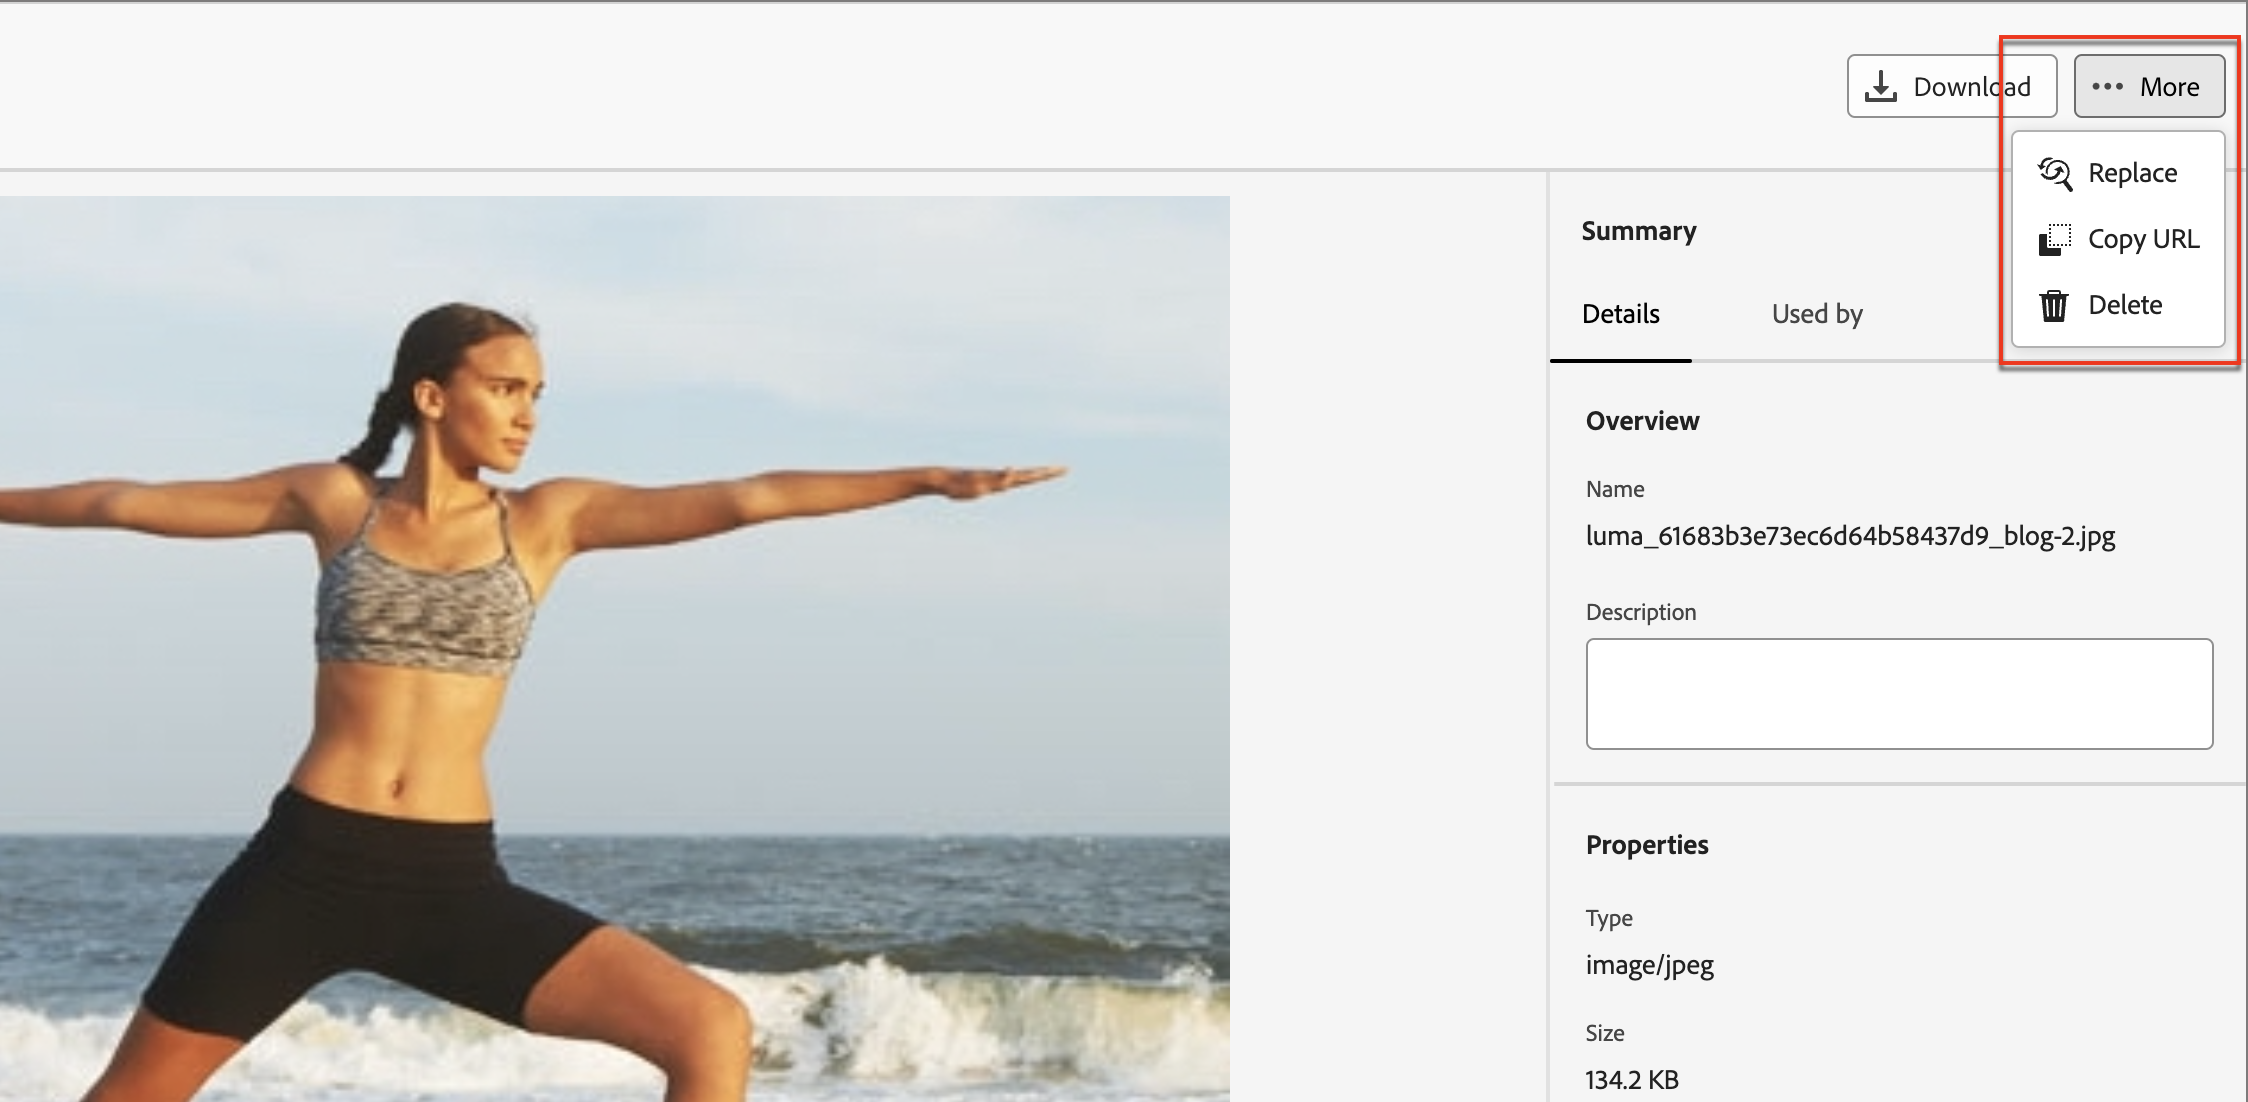 Download
More
Replace
Copy URL
Delete
Summary
Details
Used by
Overview
Name
luma_61683b3e73ec6d64b58437d9_blog-2.jpg
Description
Properties
Type
image/jpeg
Size
134.2 KB